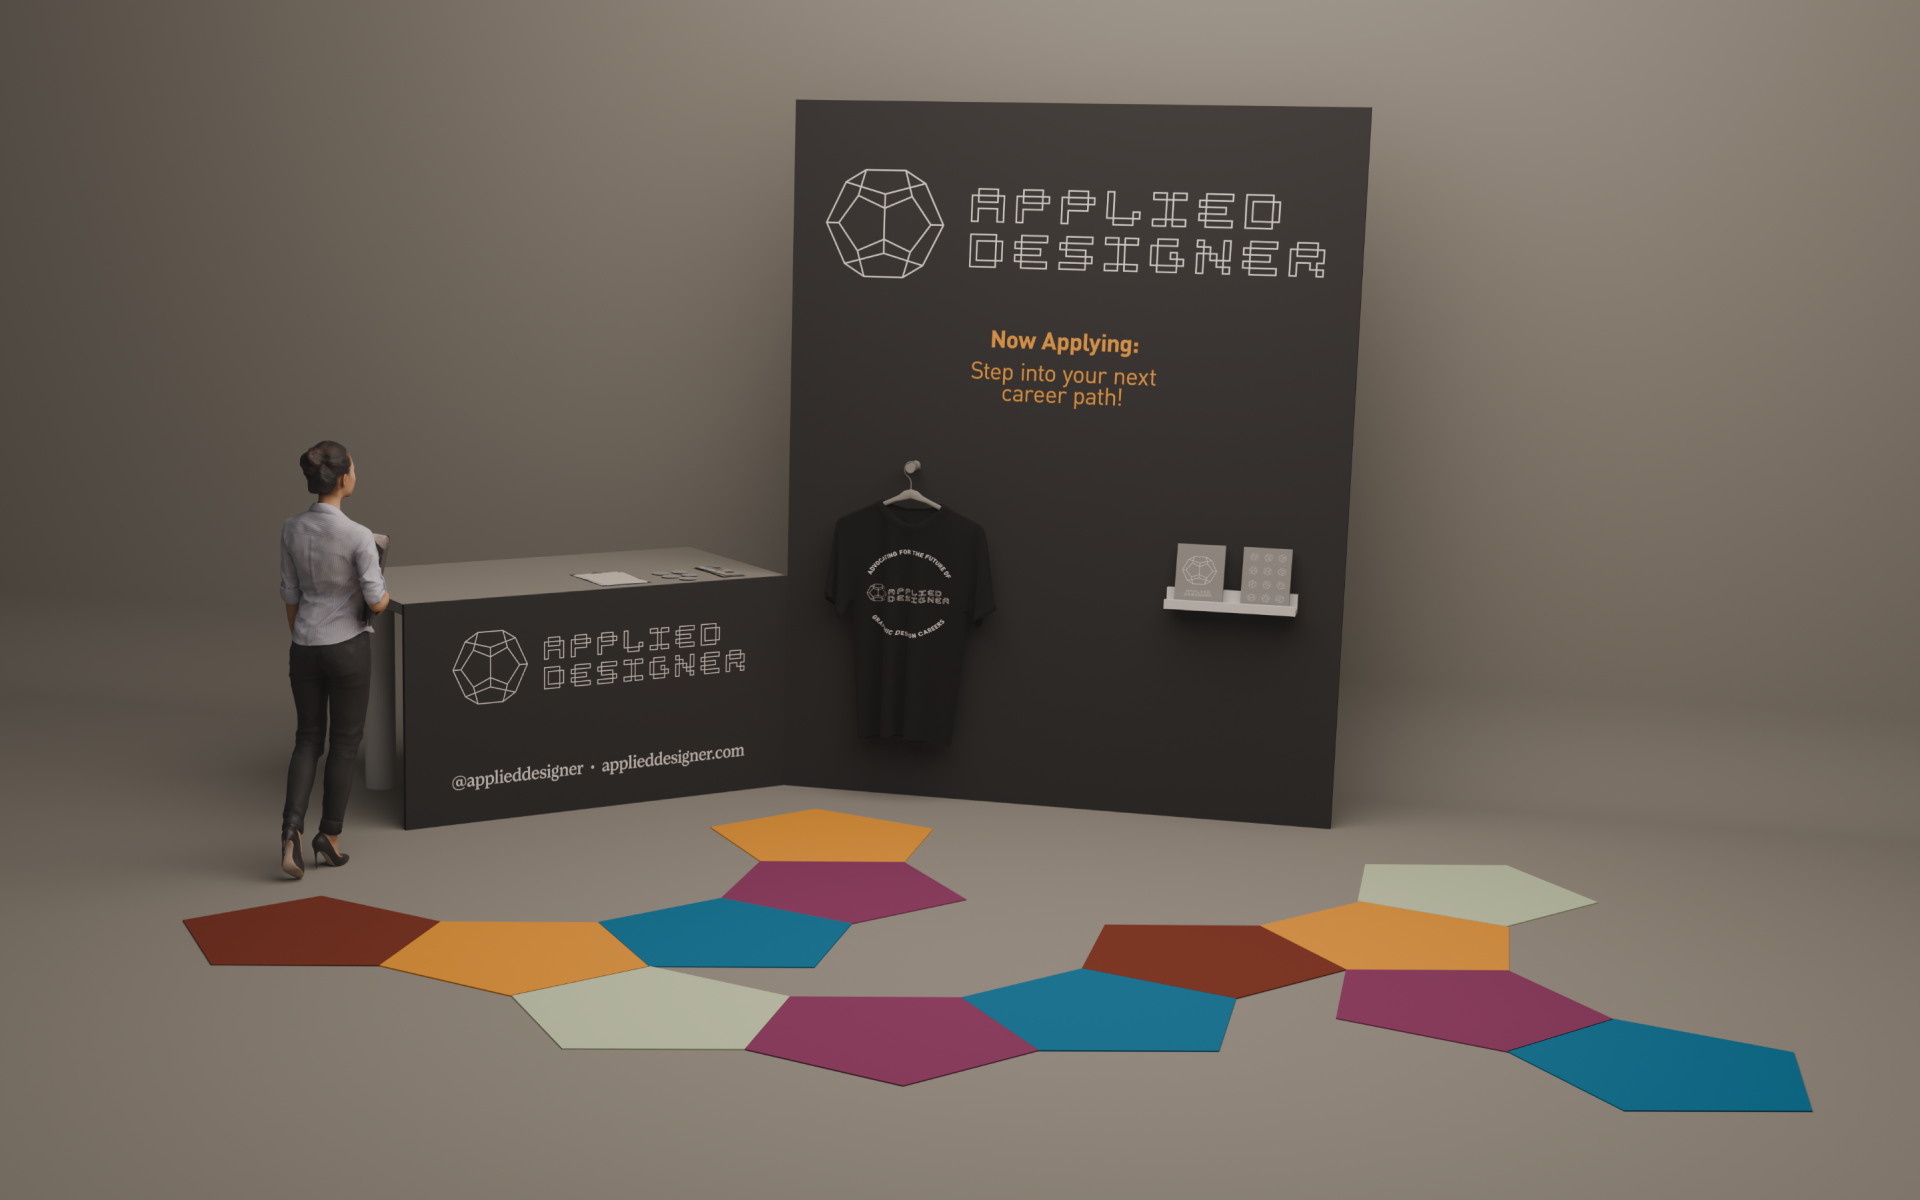 APPLIED
DESIGNER
Now Applying:
Step into your next
career path!
ADVOCATING FOR THE FUTURE OF
APPLIED
DESIGNER
GRAPHIC DESIGN CAREERS
APPLIED
DESIGNER
@applieddesigner · applieddesigner.com